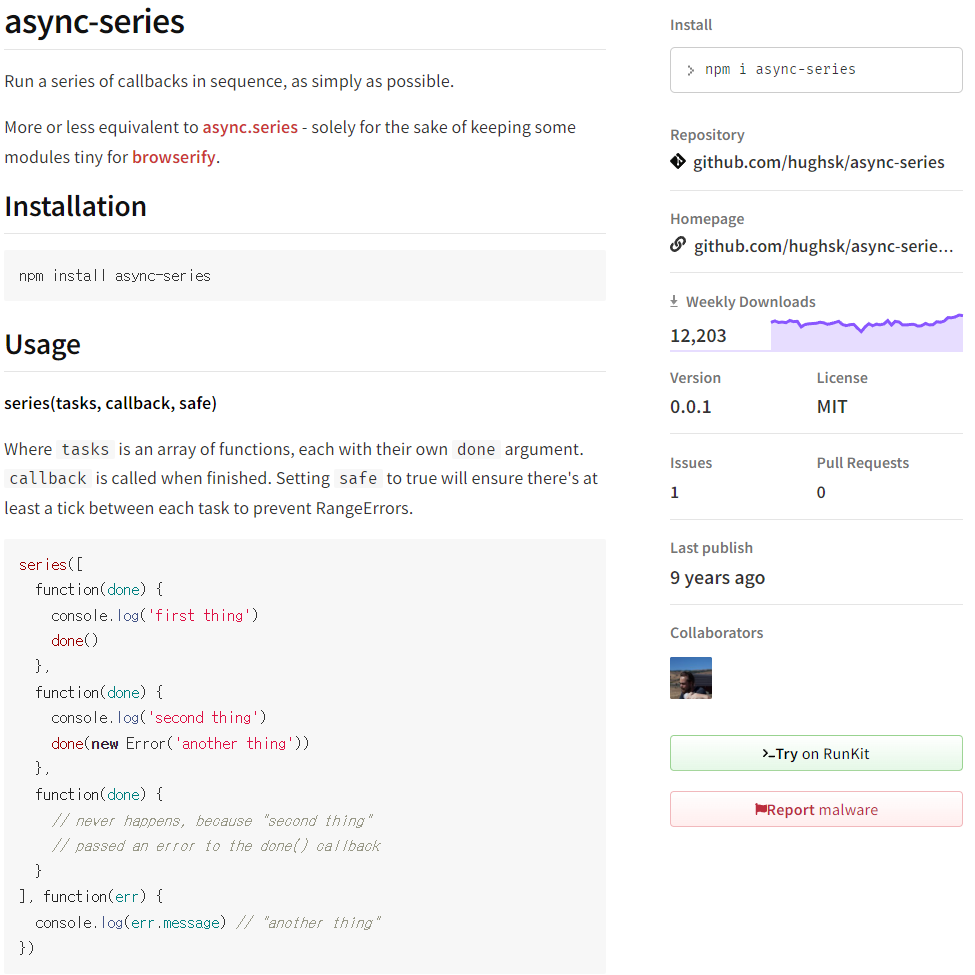 async-series
Run a series of callbacks in sequence, as simply as possible.
More or less equivalent to async.series - solely for the sake of keeping some
modules tiny for browserify.
Installation
npm install async-series
Usage
series(tasks, callback, safe)
Where tasks is an array of functions, each with their own done argument.
callback is called when finished. Setting safe to true will ensure there's at
least a tick between each task to prevent RangeErrors.
series([
  function(done) {
    console.log('first thing')
    done()
  },
  function(done) {
    console.log('second thing')
    done(new Error('another thing'))
  },
  function(done) {
    // never happens, because "second thing"
    // passed an error to the done() callback
  }
], function(err) {
  console.log(err.message) // "another thing"
})
Install
> npm i async-series
Repository
github.com/hughsk/async-series
Homepage
github.com/hughsk/async-serie...
Weekly Downloads
12,203
Version
License
0.0.1
MIT
Issues
Pull Requests
1
0
Last publish
9 years ago
Collaborators
Try on RunKit
Report malware